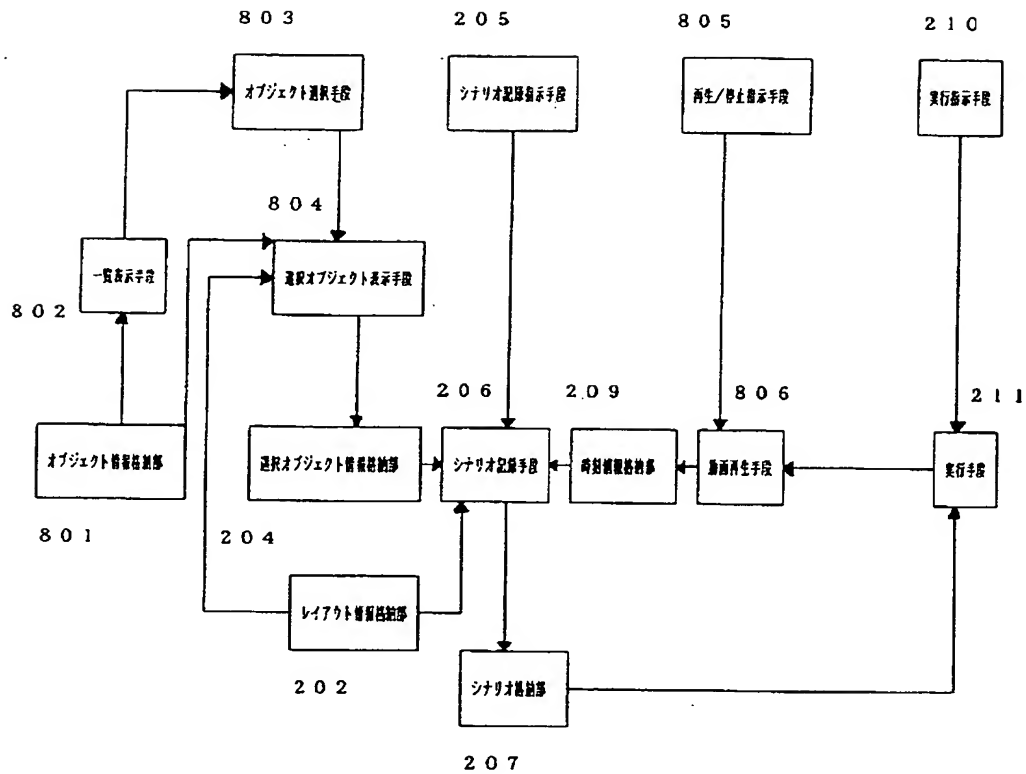 ８０３
２０５
８０５
２１０
オブジェクト選択手段
シナリオ記録指示手段
再生／停止指示手段
実行指示手段
８０４
一覧表示手段
選択オブジェクト表示手段
８０２
２０６
２０９
８０６
２１１
オブジェクト情報格納部
選択オブジェクト情報格納部
シナリオ記録手段
時刻情報格納部
動画再生手段
実行手段
８０１
２０４
レイアウト情報格納部
２０２
シナリオ格納部
２０７